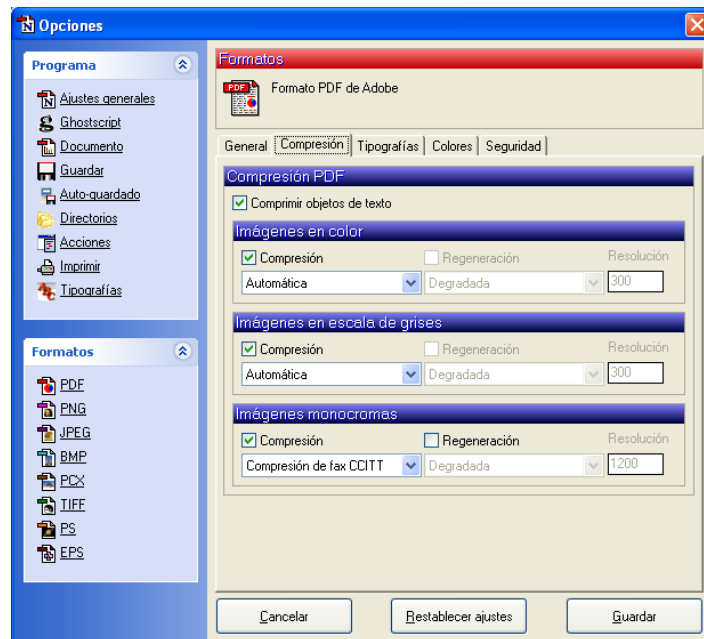 Opciones
Programa
Ajustes generales
Ghostscript
Documento
Guardar
Auto-guardado
Directorios
Acciones
Imprimir
Tipografías
Formatos
PDF
PNG
JPEG
BMP
PCX
TIFF
PS
EPS
Formatos
PDF
Formato PDF de Adobe
General Compresión Tipografías Colores Seguridad
Compresión PDF
Comprimir objetos de texto
Imágenes en color
Compresión Regeneración Resolución
Automática Degradada 300
Imágenes en escala de grises
Compresión Regeneración Resolución
Automática Degradada 300
Imágenes monocromas
Compresión Regeneración Resolución
Compresión de fax CCITT Degradada 1200
Cancelar Restablecer ajustes Guardar